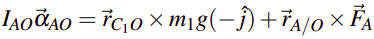 $I_{AO}\vec{\alpha}_{AO} = \vec{r}_{C_1O} \times m_1 g(-\hat{j}) + \vec{r}_{A/O} \times \vec{F}_A$